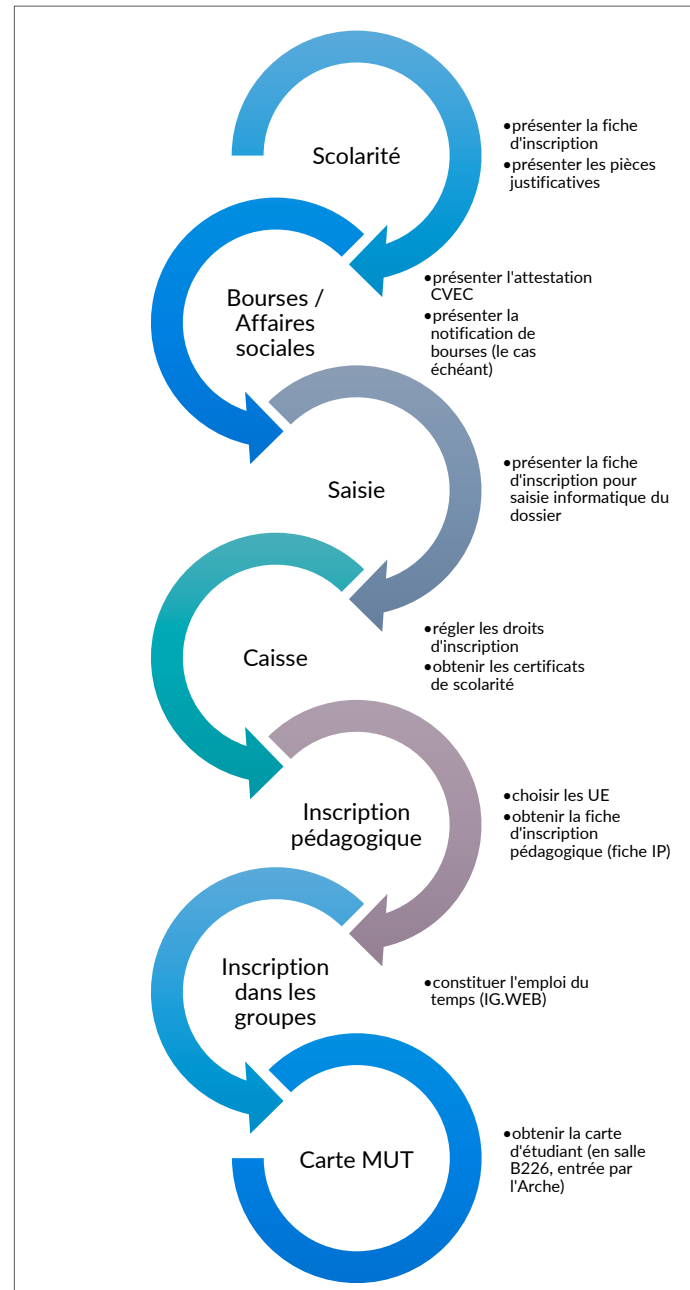 Scolarité
•présenter la fiche
d'inscription
•présenter les pièces
justificatives
Bourses /
Affaires
sociales
•présenter l'attestation
CVEC
•présenter la
notification de
bourses (le cas
échéant)
Saisie
•présenter la fiche
d'inscription pour
saisie informatique du
dossier
Caisse
•régler les droits
d'inscription
•obtenir les certificats
de scolarité
Inscription
pédagogique
•choisir les UE
•obtenir la fiche
d'inscription
pédagogique (fiche IP)
Inscription
dans les
groupes
•constituer l'emploi du
temps (IG.WEB)
Carte MUT
•obtenir la carte
d'étudiant (en salle
B226, entrée par
l'Arche)